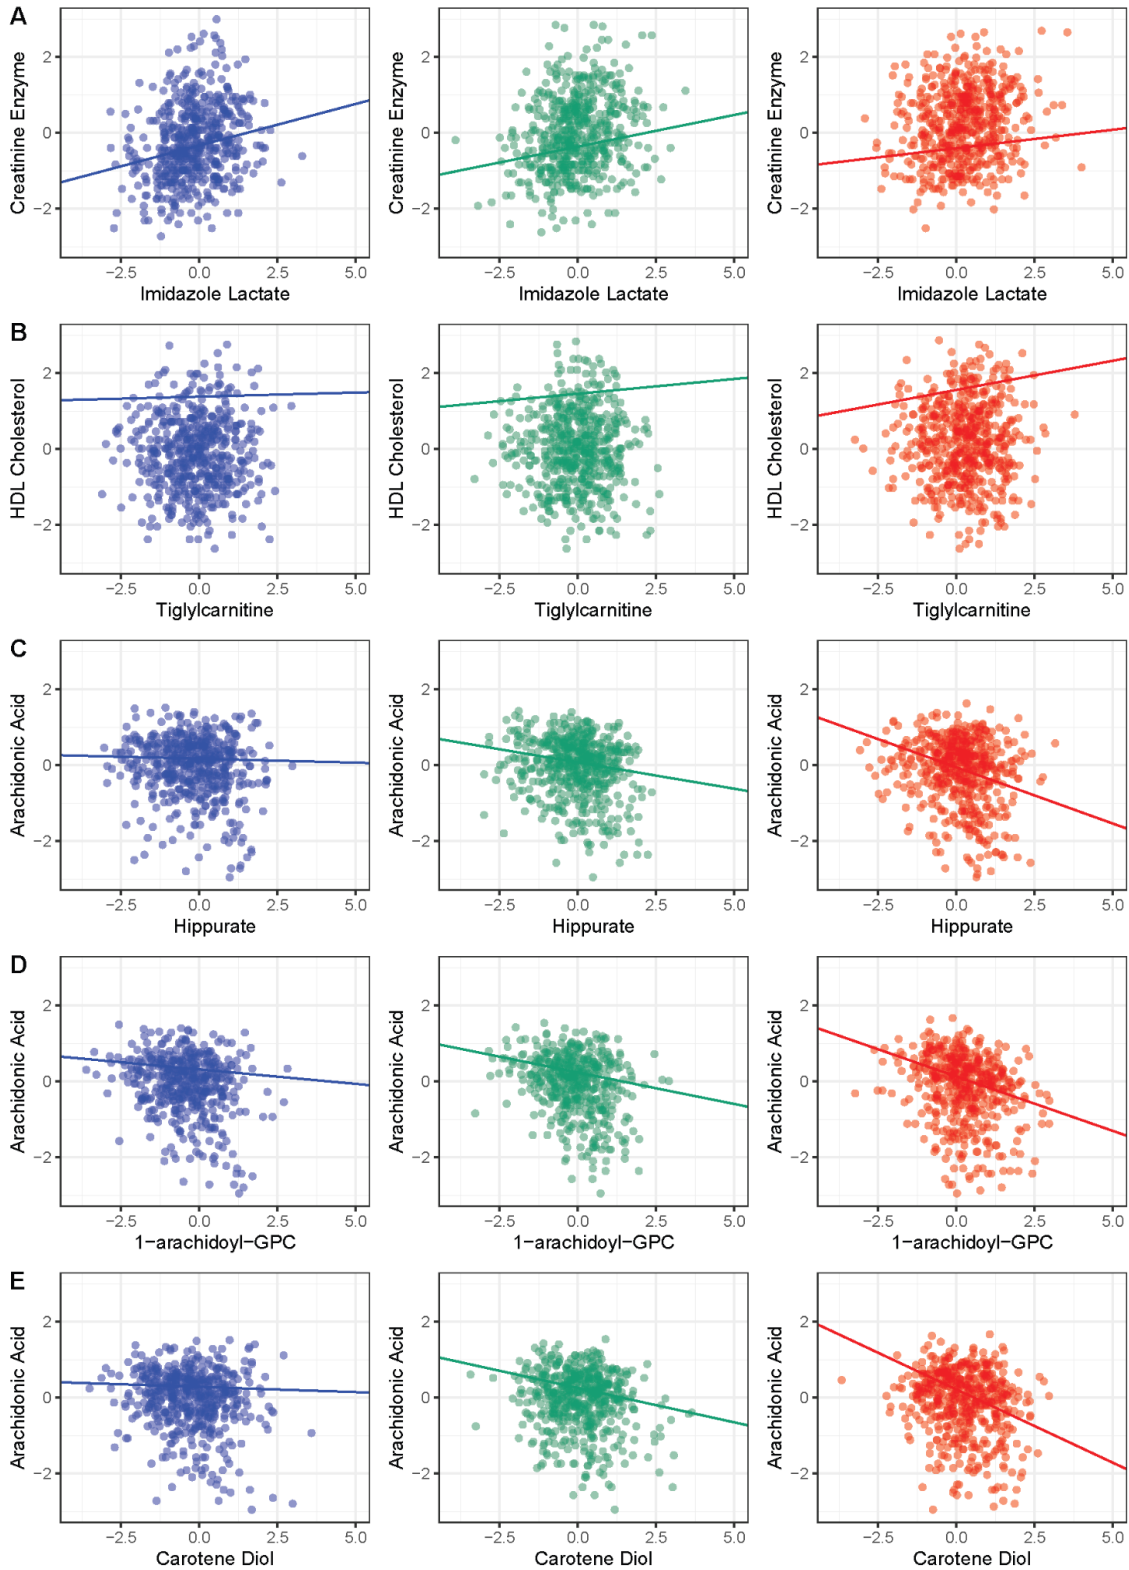 A
Creatinine Enzyme
2
0
−2
−2.5 0.0 2.5 5.0
Imidazole Lactate
Creatinine Enzyme
2
0
−2
−2.5 0.0 2.5 5.0
Imidazole Lactate
Creatinine Enzyme
2
0
−2
−2.5 0.0 2.5 5.0
Imidazole Lactate
B
HDL Cholesterol
2
0
−2
−2.5 0.0 2.5 5.0
Tiglylcarnitine
HDL Cholesterol
2
0
−2
−2.5 0.0 2.5 5.0
Tiglylcarnitine
HDL Cholesterol
2
0
−2
−2.5 0.0 2.5 5.0
Tiglylcarnitine
C
Arachidonic Acid
2
0
−2
−2.5 0.0 2.5 5.0
Hippurate
Arachidonic Acid
2
0
−2
−2.5 0.0 2.5 5.0
Hippurate
Arachidonic Acid
2
0
−2
−2.5 0.0 2.5 5.0
Hippurate
D
Arachidonic Acid
2
0
−2
−2.5 0.0 2.5 5.0
1−arachidoyl−GPC
Arachidonic Acid
2
0
−2
−2.5 0.0 2.5 5.0
1−arachidoyl−GPC
Arachidonic Acid
2
0
−2
−2.5 0.0 2.5 5.0
1−arachidoyl−GPC
E
Arachidonic Acid
2
0
−2
−2.5 0.0 2.5 5.0
Carotene Diol
Arachidonic Acid
2
0
−2
−2.5 0.0 2.5 5.0
Carotene Diol
Arachidonic Acid
2
0
−2
−2.5 0.0 2.5 5.0
Carotene Diol